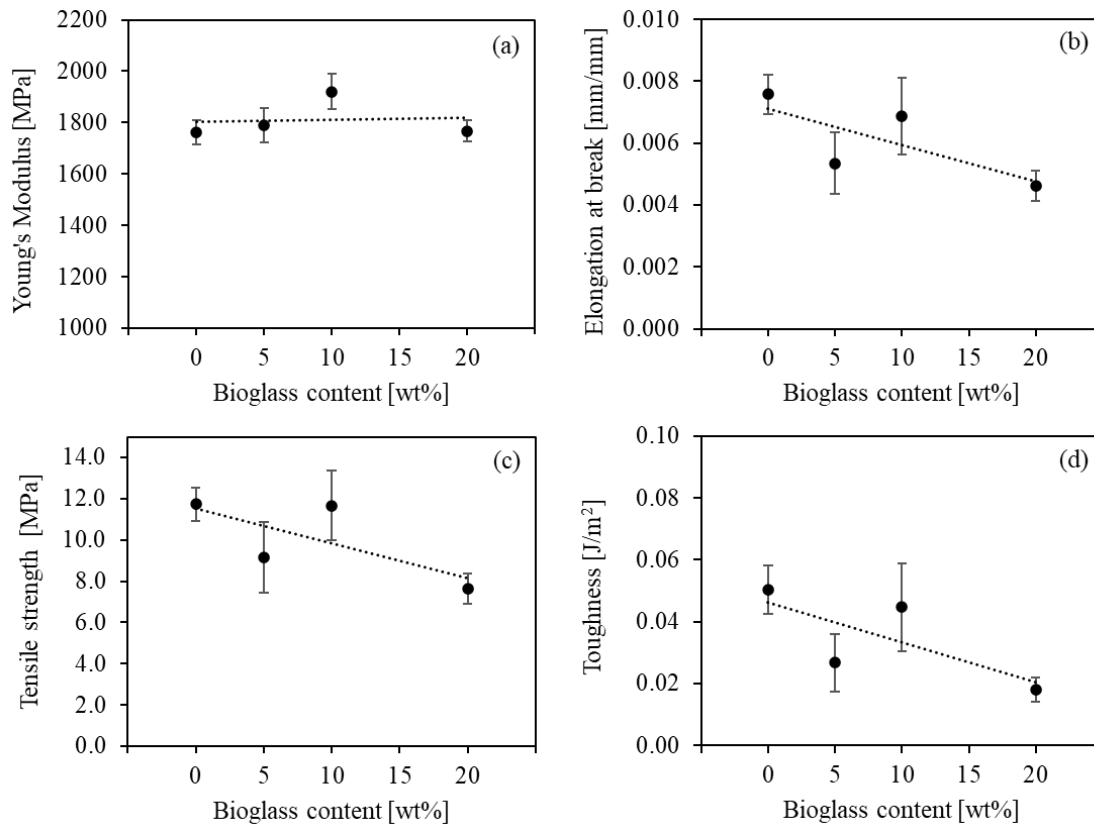 (a)
Young's Modulus [MPa]
2200
2000
1800
1600
1400
1200
1000
0 5 10 15 20
Bioglass content [wt%]
(b)
Elongation at break [mm/mm]
0.010
0.008
0.006
0.004
0.002
0.000
0 5 10 15 20
Bioglass content [wt%]
(c)
Tensile strength [MPa]
14.0
12.0
10.0
8.0
6.0
4.0
2.0
0.0
0 5 10 15 20
Bioglass content [wt%]
(d)
Toughness [J/m²]
0.10
0.08
0.06
0.04
0.02
0.00
0 5 10 15 20
Bioglass content [wt%]